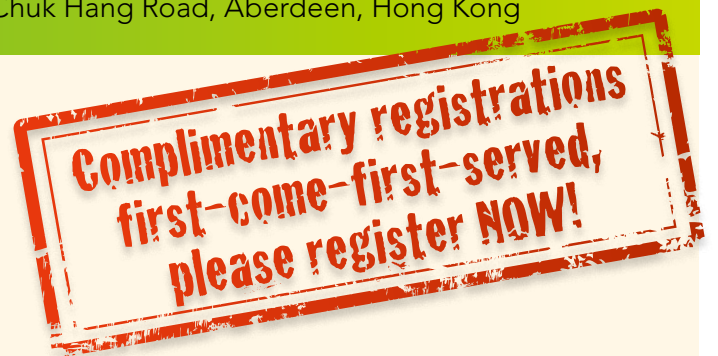 Chuk Hang Road, Aberdeen, Hong Kong
Complimentary registrations
first-come-first-served,
please register NOW!